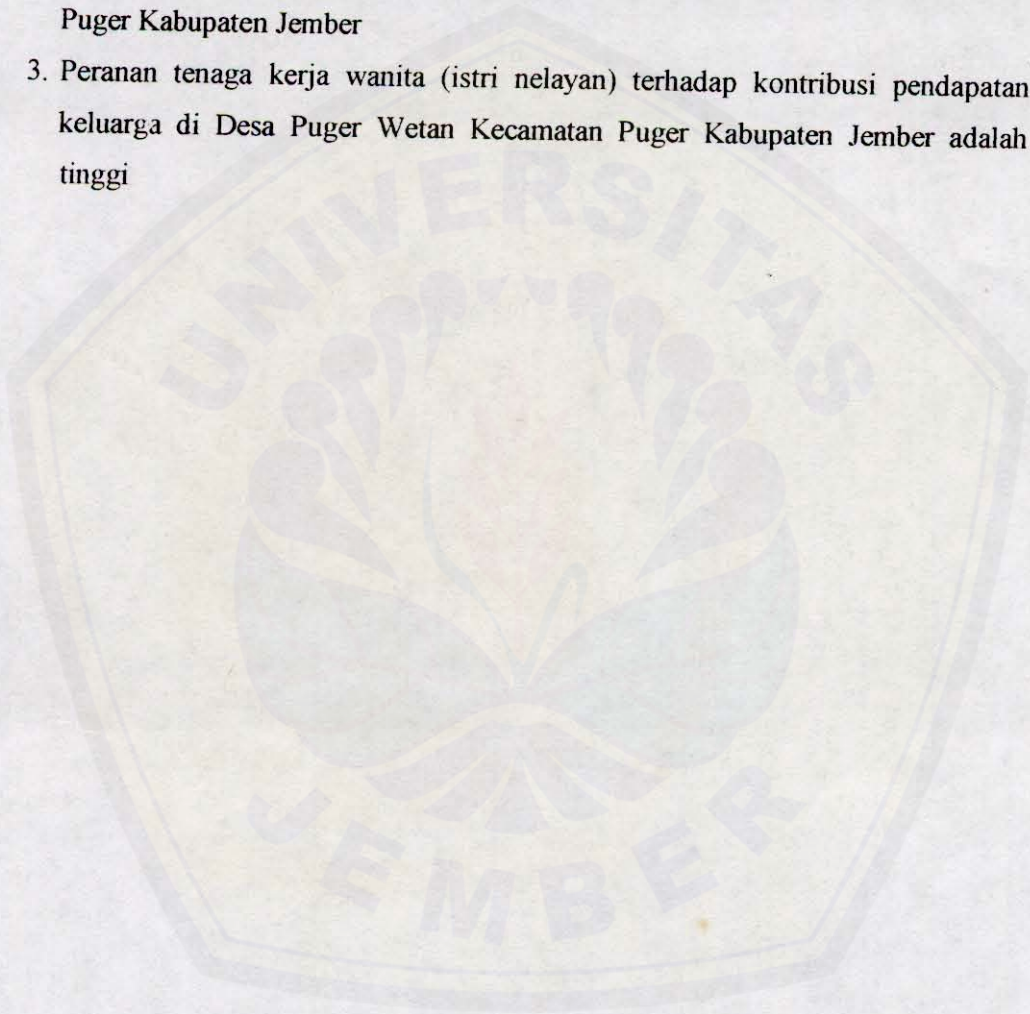 Puger Kabupaten Jember
3. Peranan tenaga kerja wanita (istri nelayan) terhadap kontribusi pendapatan
keluarga di Desa Puger Wetan Kecamatan Puger Kabupaten Jember adalah
tinggi
UNIVERSITAS
JEMBER